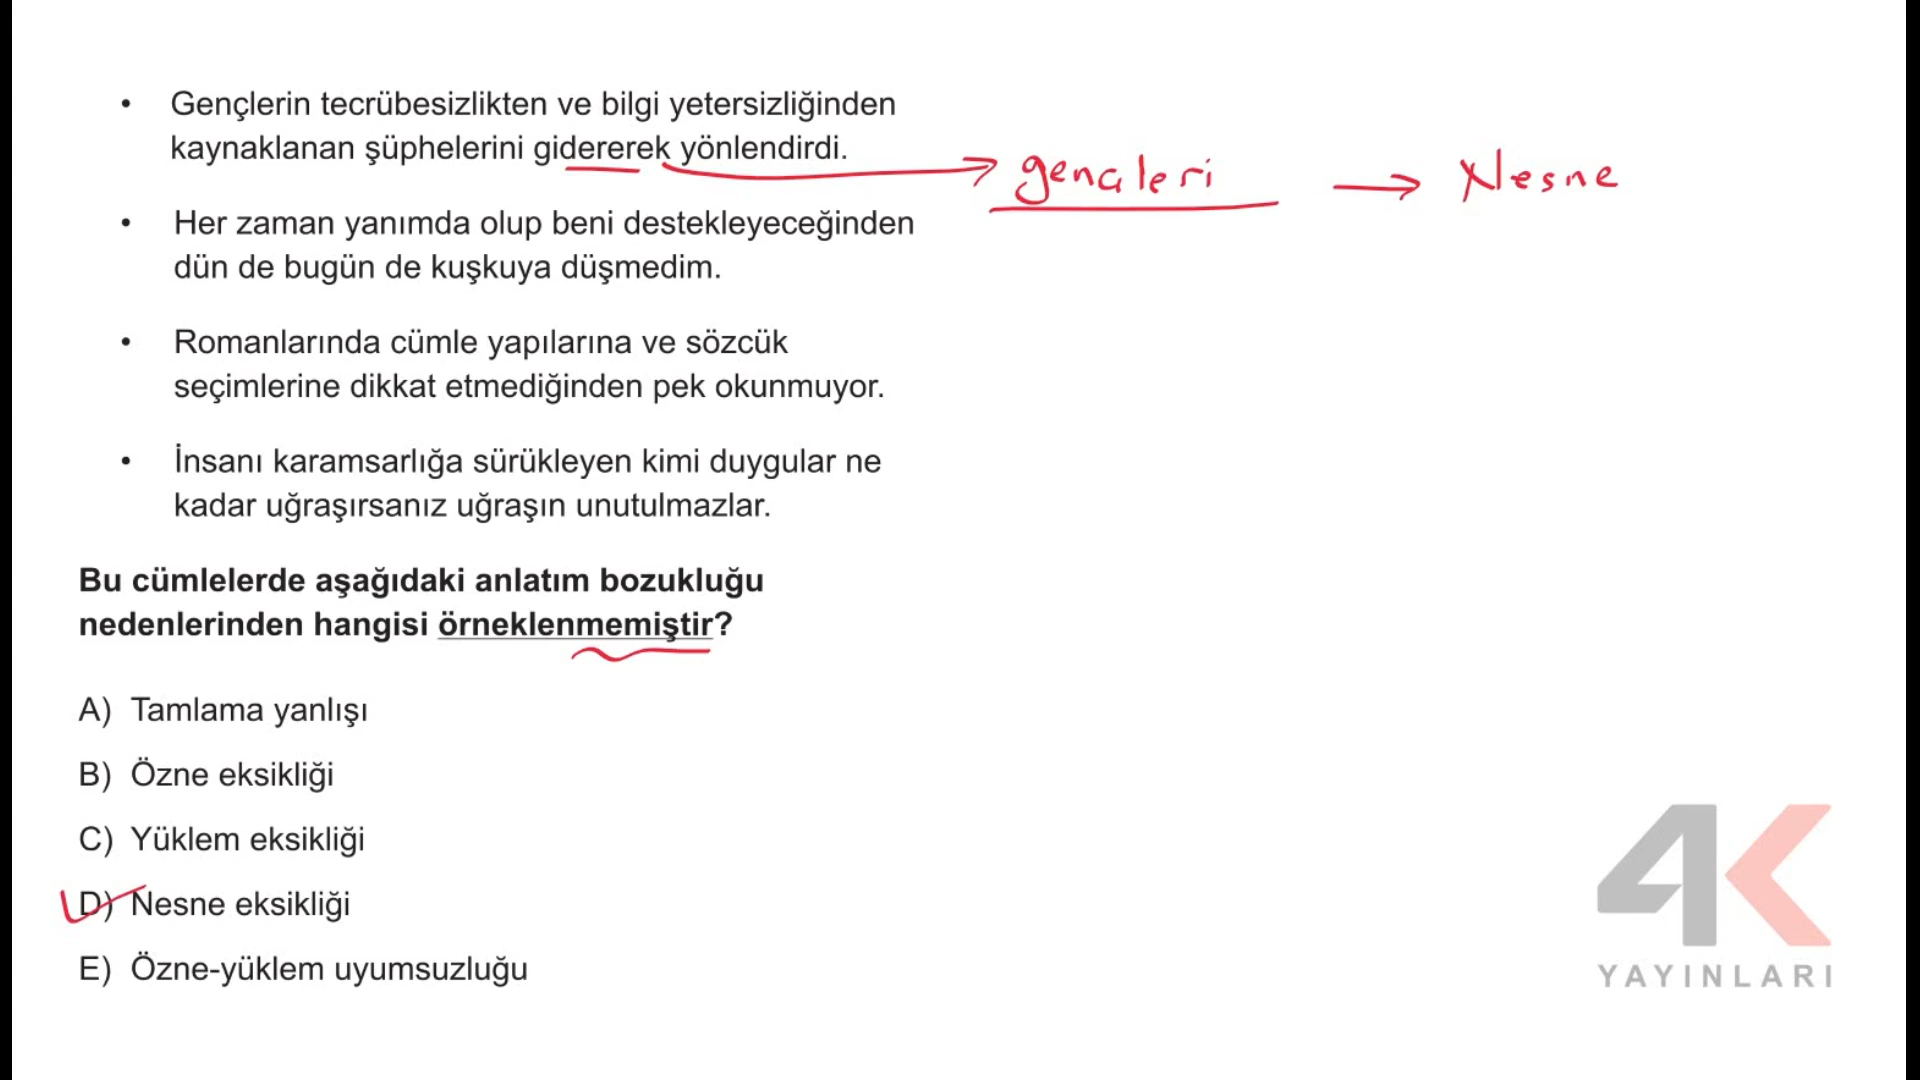 • Gençlerin tecrübesizlikten ve bilgi yetersizliğinden
kaynaklanan şüphelerini gidererek yönlendirdi. gençleri Nesne
• Her zaman yanımda olup beni destekleyeceğinden
dün de bugün de kuşkuya düşmedim.
• Romanlarında cümle yapılarına ve sözcük
seçimlerine dikkat etmediğinden pek okunmuyor.
• İnsanı karamsarlığa sürükleyen kimi duygular ne
kadar uğraşırsanız uğraşın unutulmazlar.
Bu cümlelerde aşağıdaki anlatım bozukluğu
nedenlerinden hangisi örneklenmemiştir?
A) Tamlama yanlışı
B) Özne eksikliği
C) Yüklem eksikliği
D) Nesne eksikliği
E) Özne-yüklem uyumsuzluğu
4K
YAYINLARI